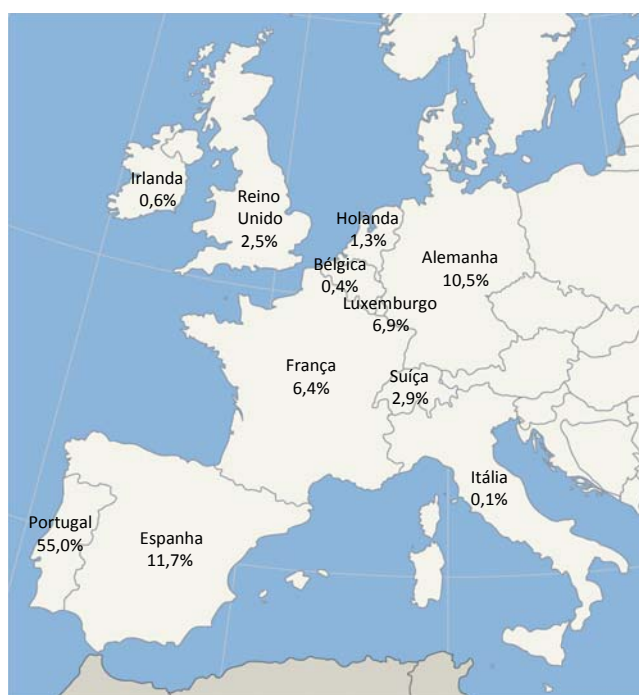 Irlanda
0,6%
Reino
Unido
2,5%
Holanda
1,3%
Bélgica
0,4%
Alemanha
10,5%
Luxemburgo
6,9%
França
6,4%
Suíça
2,9%
Itália
0,1%
Portugal
55,0%
Espanha
11,7%